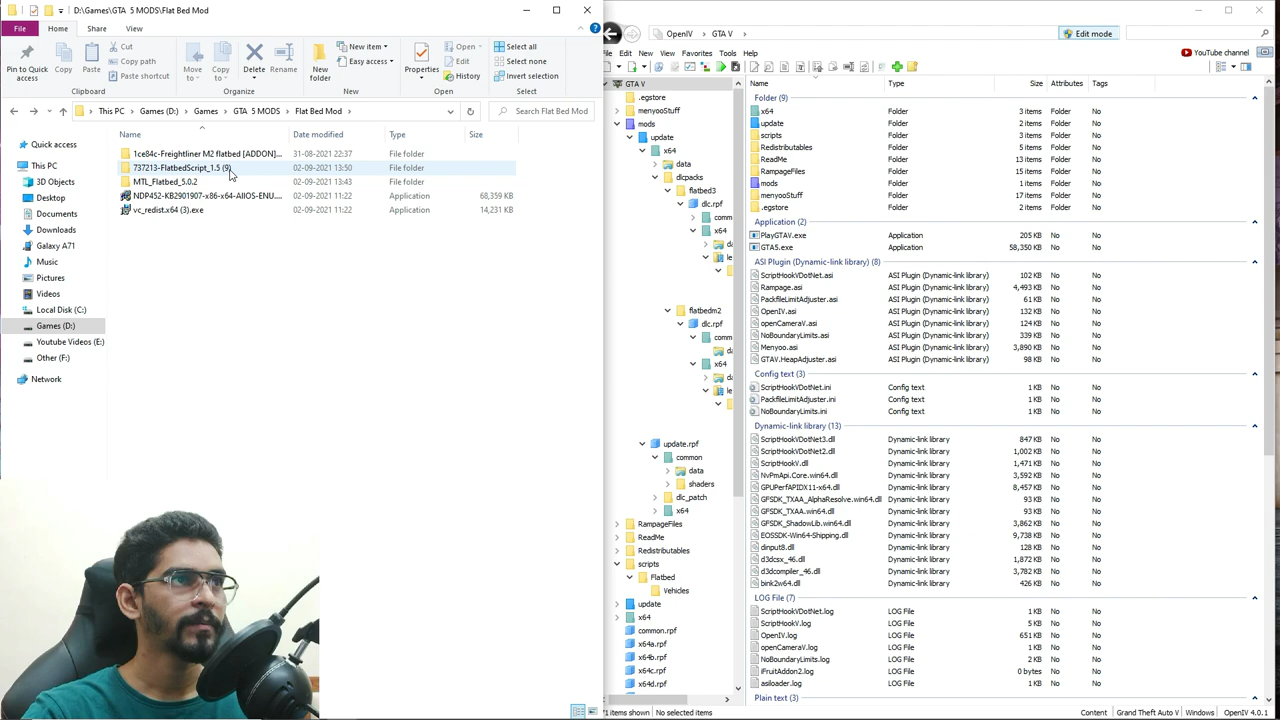 D:\Games\GTA  5 MODS\Flat Bed Mod
File
Home
Share
View
Pin to Quick access
Copy
Paste
Cut
Copy path
Paste shortcut
Clipboard
Move to
Copy to
Delete
Rename
Organize
New folder
New item
Easy access
New
Properties
Open
Edit
History
Open
Select all
Select none
Invert selection
Select
This PC
Games (D:)
Games
GTA  5 MODS
Flat Bed Mod
Search Flat Bed Mod
Name
Date modified
Type
Size
1ce84c-Freightliner M2 flatbed [ADDON]... 31-08-2021 22:37 File folder
737213-FlatbedScript_1.5 (9) 02-09-2021 13:50 File folder
MTL_Flatbed_5.0.2 02-09-2021 13:43 File folder
NDP452-KB2901907-x86-x64-AllOS-ENU.... 02-09-2021 11:22 Application 68,359 KB
vc_redist.x64 (3).exe 02-09-2021 11:22 Application 14,231 KB
Quick access
This PC
3D Objects
Desktop
Documents
Downloads
Galaxy A71
Music
Pictures
Videos
Local Disk (C:)
Games (D:)
Youtube Videos (E:)
Other (F:)
Network
OpenIV
GTA V
Edit mode
File
Edit
New
View
Favorites
Tools
Help
YouTube channel
GTA V
.egstore
menyooStuff
mods
update
x64
data
dlcpacks
flatbed3
dlc.rpf
comn
x64
da
le
flatbedm2
dlc.rpf
comn
x64
da
le
update.rpf
common
data
shaders
dlc_patch
x64
RampageFiles
ReadMe
Redistributables
scripts
Flatbed
Vehicles
update
x64
common.rpf
x64a.rpf
x64b.rpf
x64c.rpf
x64d.rpf
Name Type Size Attributes Tags
Folder (9)
x64 Folder 3 items No No
update Folder 2 items No No
scripts Folder 3 items No No
Redistributables Folder 2 items No No
ReadMe Folder 13 items No No
RampageFiles Folder 15 items No No
mods Folder 1 items No No
menyooStuff Folder 17 items No No
.egstore Folder 2 items No No
Application (2)
PlayGTAV.exe Application 205 KB No No
GTA5.exe Application 58,350 KB No No
ASI Plugin (Dynamic-link library) (8)
ScriptHookVDotNet.asi ASI Plugin (Dynamic-link library) 102 KB No No
Rampage.asi ASI Plugin (Dynamic-link library) 4,493 KB No No
PackfileLimitAdjuster.asi ASI Plugin (Dynamic-link library) 61 KB No No
OpenIV.asi ASI Plugin (Dynamic-link library) 132 KB No No
openCameraV.asi ASI Plugin (Dynamic-link library) 124 KB No No
NoBoundaryLimits.asi ASI Plugin (Dynamic-link library) 339 KB No No
Menyoo.asi ASI Plugin (Dynamic-link library) 3,890 KB No No
GTAV.HeapAdjuster.asi ASI Plugin (Dynamic-link library) 98 KB No No
Config text (3)
ScriptHookVDotNet.ini Config text 1 KB No No
PackfileLimitAdjuster.ini Config text 1 KB No No
NoBoundaryLimits.ini Config text 1 KB No No
Dynamic-link library (13)
ScriptHookVDotNet3.dll Dynamic-link library 847 KB No No
ScriptHookVDotNet2.dll Dynamic-link library 1,002 KB No No
ScriptHookV.dll Dynamic-link library 1,471 KB No No
NvPmApi.Core.win64.dll Dynamic-link library 3,592 KB No No
GPUPerfAPIDX11-x64.dll Dynamic-link library 8,457 KB No No
GFSDK_TXAA_AlphaResolve.win64.dll Dynamic-link library 93 KB No No
GFSDK_TXAA.win64.dll Dynamic-link library 93 KB No No
GFSDK_ShadowLib.win64.dll Dynamic-link library 3,862 KB No No
EOSSDK-Win64-Shipping.dll Dynamic-link library 9,738 KB No No
dinput8.dll Dynamic-link library 128 KB No No
d3dcsx_46.dll Dynamic-link library 1,872 KB No No
d3dcompiler_46.dll Dynamic-link library 3,782 KB No No
bink2w64.dll Dynamic-link library 426 KB No No
LOG File (7)
ScriptHookVDotNet.log LOG File 1 KB No No
ScriptHookV.log LOG File 5 KB No No
OpenIV.log LOG File 651 KB No No
openCameraV.log LOG File 1 KB No No
NoBoundaryLimits.log LOG File 2 KB No No
iFruitAddon2.log LOG File 0 bytes No No
asiloader.log LOG File 1 KB No No
Plain text (3)
71 items shown
No selected items
Content
Grand Theft Auto V
Windows
OpenIV 4.0.1